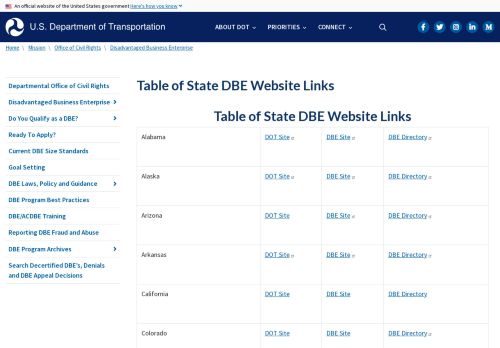 An official website of the United States government Here's how you know
U.S. Department of Transportation
ABOUT DOT PRIORITIES CONNECT
Home \ Mission \ Office of Civil Rights \ Disadvantaged Business Enterprise
Departmental Office of Civil Rights
Disadvantaged Business Enterprise
Do You Qualify as a DBE?
Ready To Apply?
Current DBE Size Standards
Goal Setting
DBE Laws, Policy and Guidance
DBE Program Best Practices
DBE/ACDBE Training
Reporting DBE Fraud and Abuse
DBE Program Archives
Search Decertified DBE's, Denials
and DBE Appeal Decisions
Table of State DBE Website Links
Table of State DBE Website Links
Alabama DOT Site DBE Site DBE Directory
Alaska DOT Site DBE Site DBE Directory
Arizona DOT Site DBE Site DBE Directory
Arkansas DOT Site DBE Site DBE Directory
California DOT Site DBE Site DBE Directory
Colorado DOT Site DBE Site DBE Directory